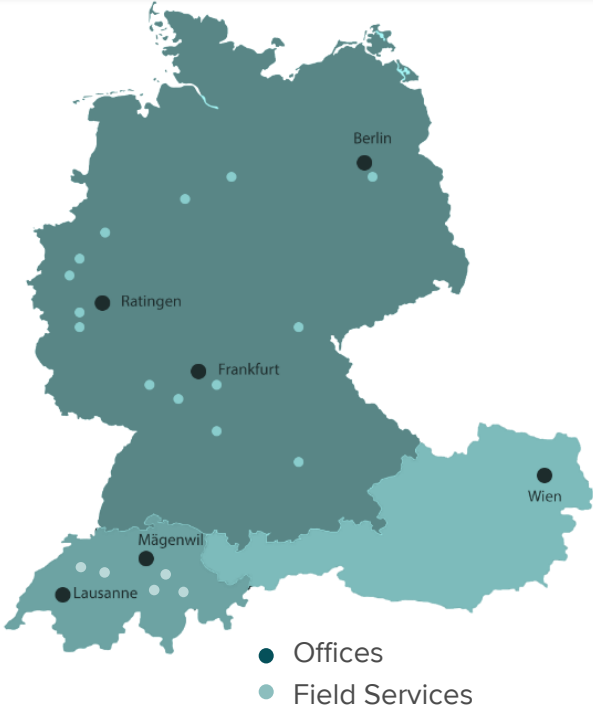 Berlin
Ratingen
Frankfurt
Wien
Mägenwil
Lausanne
Offices
Field Services